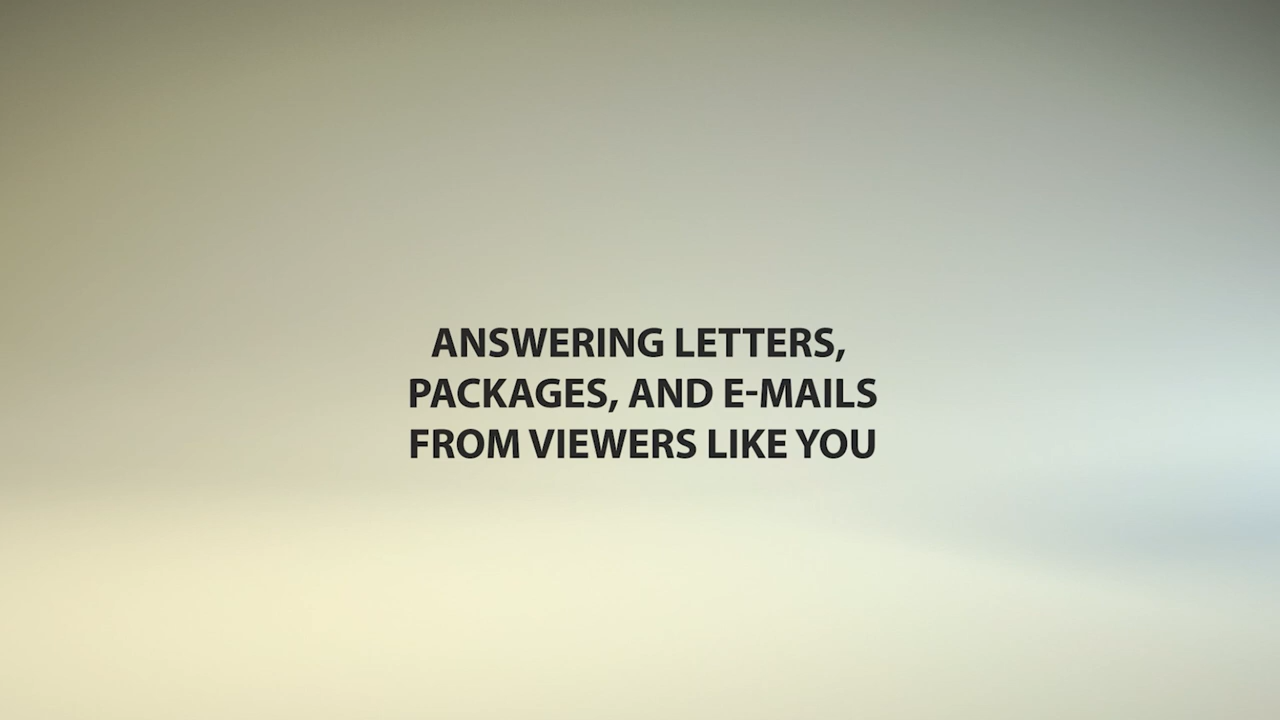 ANSWERING LETTERS,
PACKAGES, AND E-MAILS
FROM VIEWERS LIKE YOU